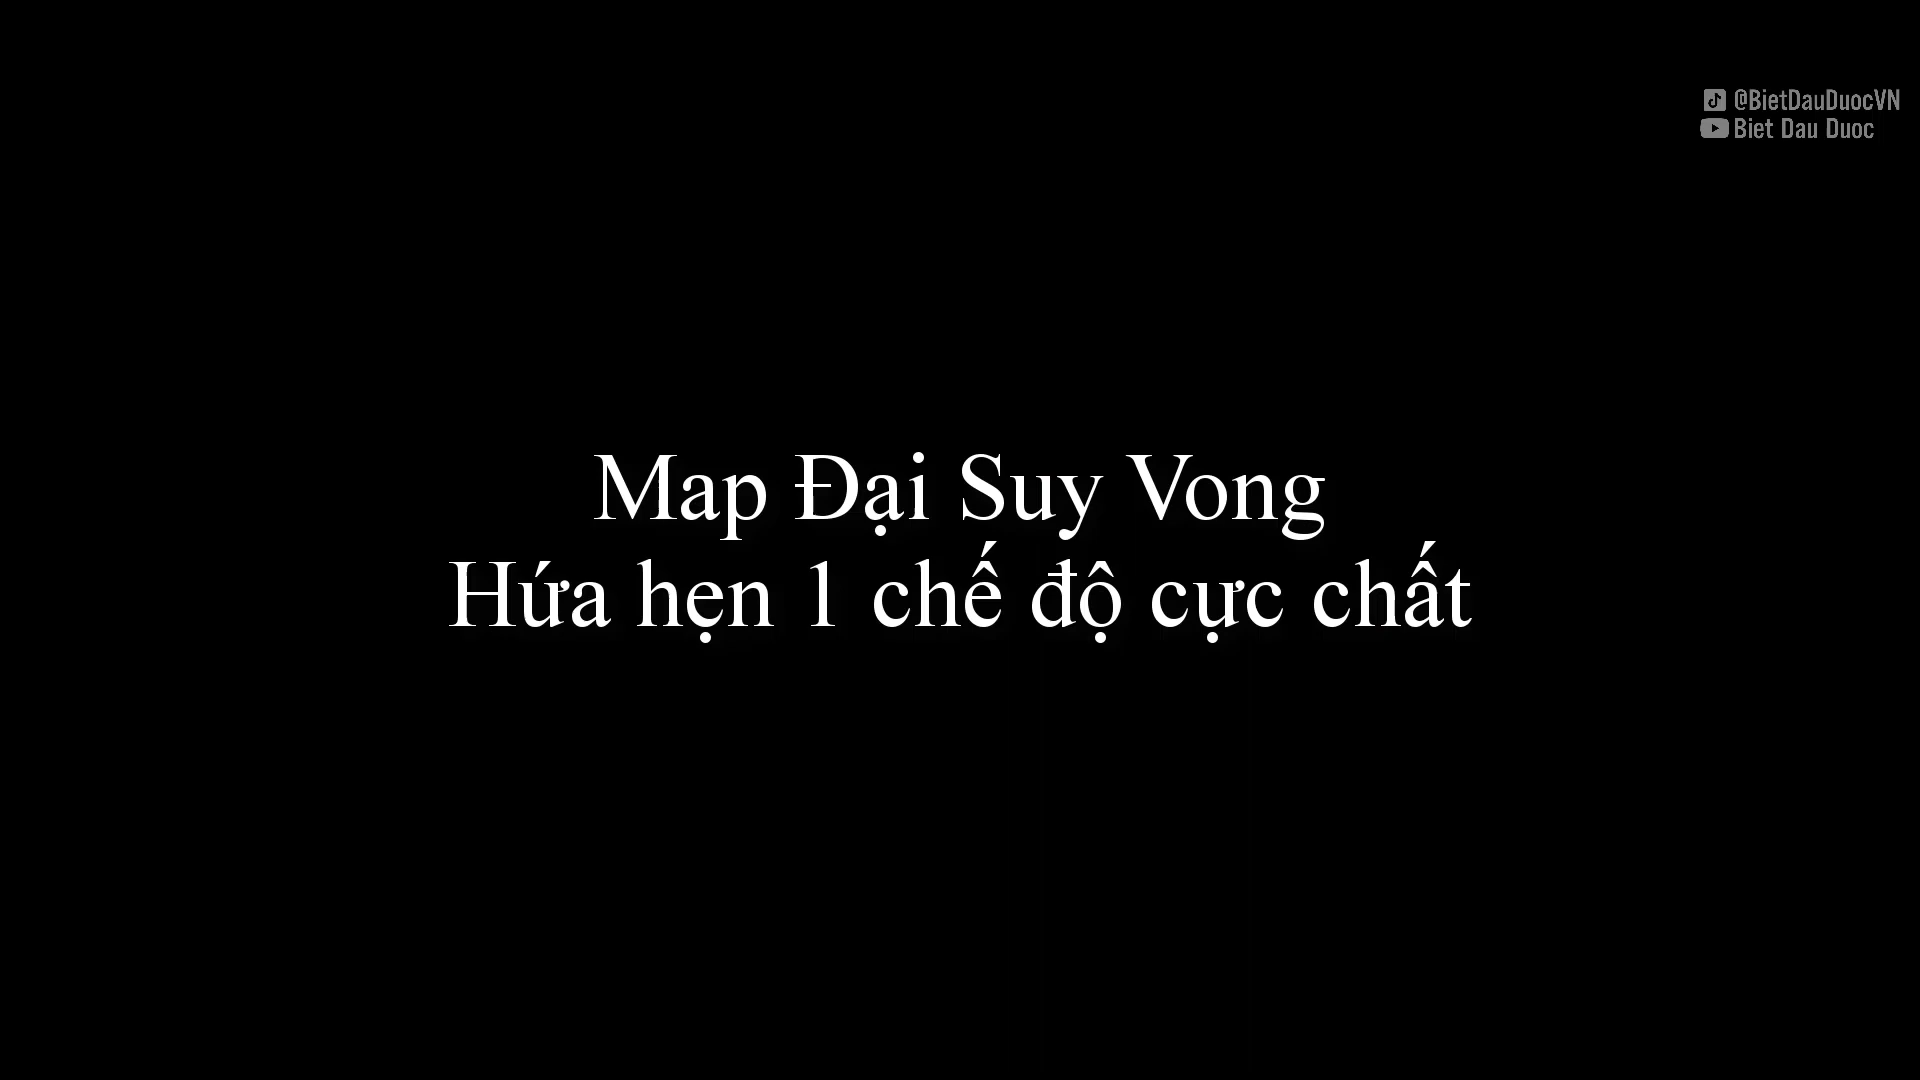 @BietDauDuocVN
Biet Dau Duoc
Map Đại Suy Vong
Hứa hẹn 1 chế độ cực chất